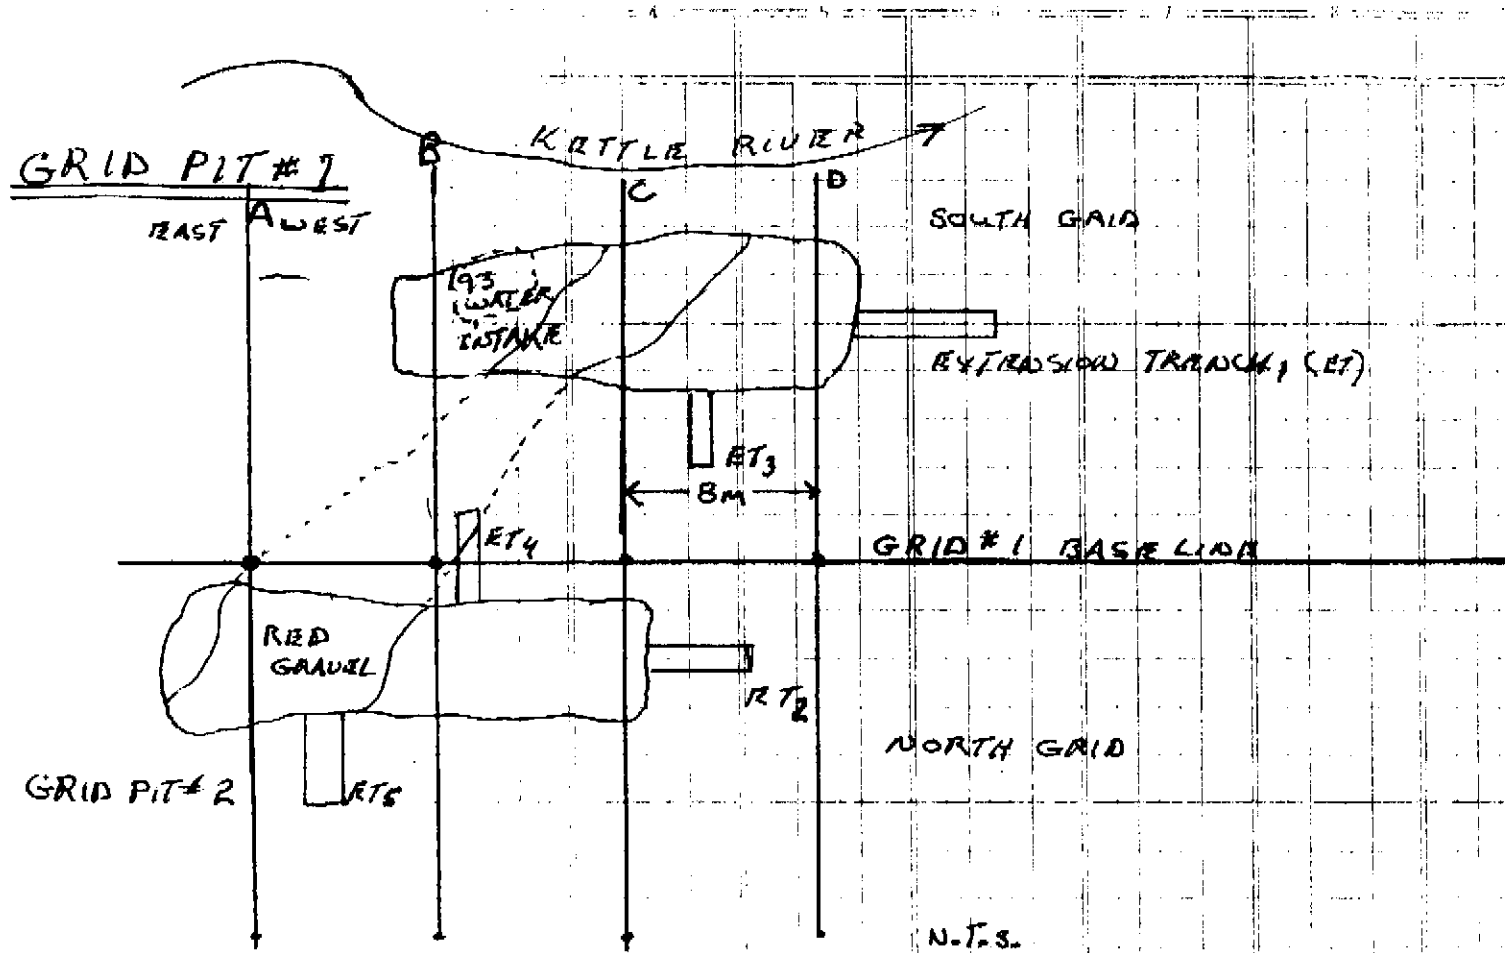 KETTLE RIVER
B
GRID PIT # 1
C
D
EAST A WEST
SOUTH GRID
93
WATER
INTAKE
EXTENSION TRENCH, (ET)
ET3
8M
ET4
GRID # 1 BASE LINE
RED
GRAVEL
ET2
NORTH GRID
GRID PIT # 2
ET5
N.T.S.